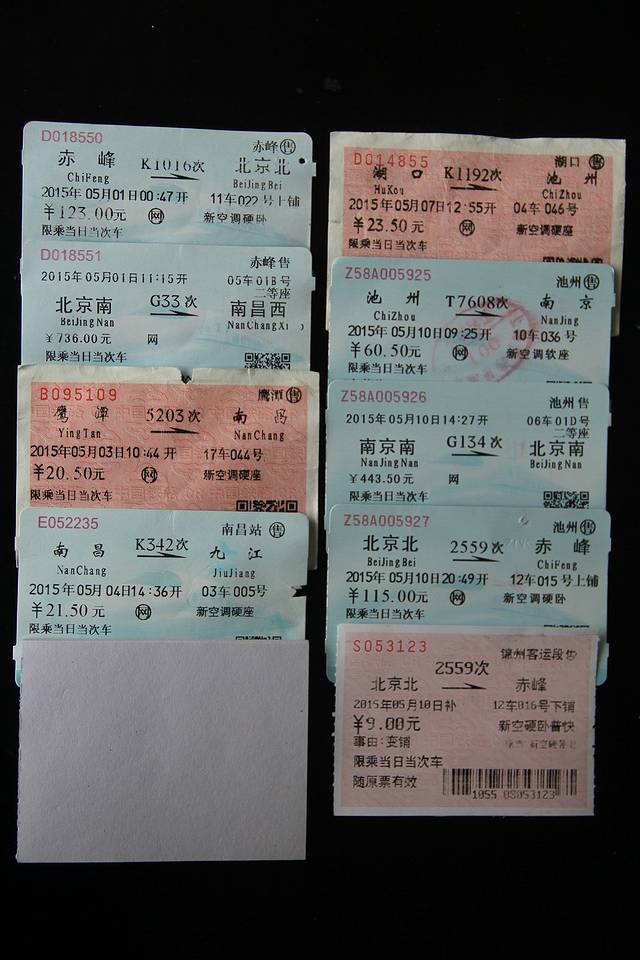 D018550
赤峰 售
赤 峰 K1016次 北京北
ChiFeng BeiJingBei
2015年05月01日00:47开 11车022号上铺
¥123.00元 网 新空调硬卧
限乘当日当次车
D018551
赤峰售
2015年05月01日11:15开 05车01B号
二等座
北京南 G33次 南昌西
BeiJingNan NanChangXi
¥736.00元 网
限乘当日当次车
B095109
鹰潭 售
鹰 潭 5203次 南 昌
YingTan NanChang
2015年05月03日10:44开 17车044号
¥20.50元 网 新空调硬座
限乘当日当次车
E052235
南昌站 售
南 昌 K342次 九 江
NanChang JiuJiang
2015年05月04日14:36开 03车005号
¥21.50元 网 新空调硬座
限乘当日当次车
D014855
湖口 售
湖 口 K1192次 池 州
HuKou ChiZhou
2015年05月07日12:55开 04车046号
¥23.50元 网 新空调硬座
限乘当日当次车
Z58A005925
池州 售
池 州 T7608次 南 京
ChiZhou NanJing
2015年05月10日09:25开 10车036号
¥60.50元 网 新空调软座
限乘当日当次车
Z58A005926
池州售
2015年05月10日14:27开 06车01D号
二等座
南京南 G134次 北京南
NanJingNan BeiJingNan
¥443.50元 网
限乘当日当次车
Z58A005927
池州 售
北京北 2559次 赤 峰
BeiJingBei ChiFeng
2015年05月10日20:49开 12车015号上铺
¥115.00元 网 新空调硬卧
限乘当日当次车
S053123
锦州客运段售
2559次
北京北 赤峰
2015年05月10日补 12车016号下铺
¥9.00元 新空硬卧普快
事由:变铺
限乘当日当次车
随原票有效
1055 0S053123